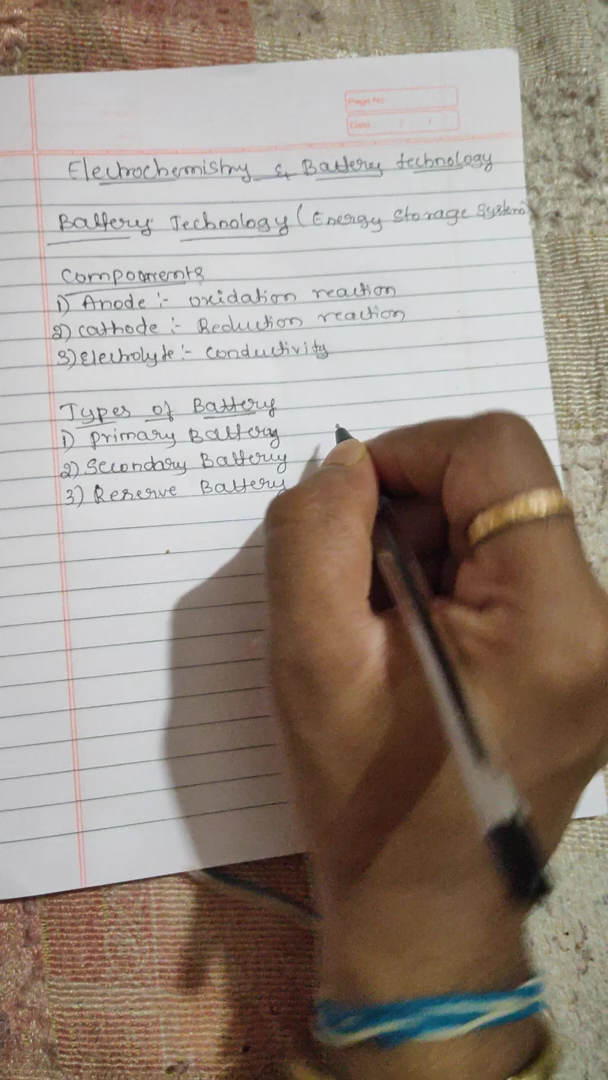 Page No.
Date / /
Electrochemistry & Battery technology
Battery Technology (Energy storage System)
Components
1) Anode :- oxidation reaction
2) cathode :- Reduction reaction
3) Electrolyte :- conductivity
Types of Battery
1) primary Battery
2) Secondary Battery
3) Reserve Battery